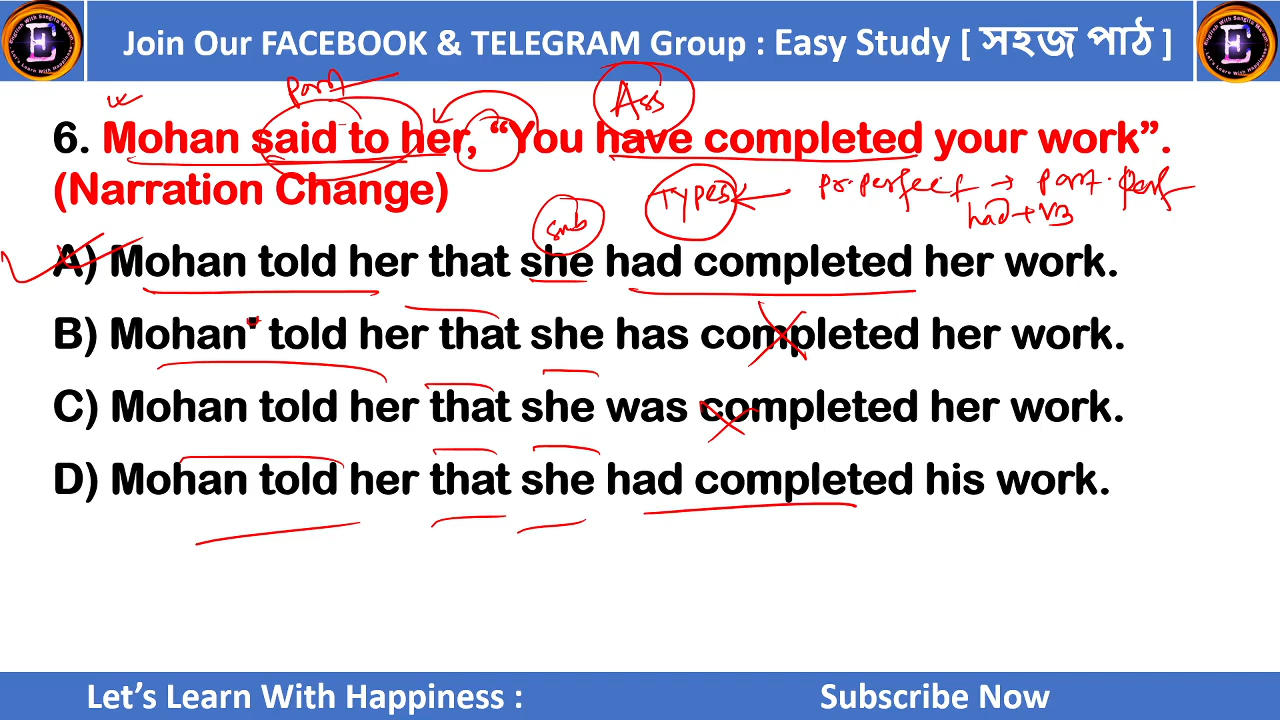 Join Our FACEBOOK & TELEGRAM Group : Easy Study [ সহজ পাঠ ]
E
E
Past
Ass
6. Mohan said to her, “You have completed your work”.
(Narration Change)
TYPES
pr. perfect → past. perf
had + V3
sub
A) Mohan told her that she had completed her work.
B) Mohan told her that she has completed her work.
C) Mohan told her that she was completed her work.
D) Mohan told her that she had completed his work.
Let’s Learn With Happiness :
Subscribe Now